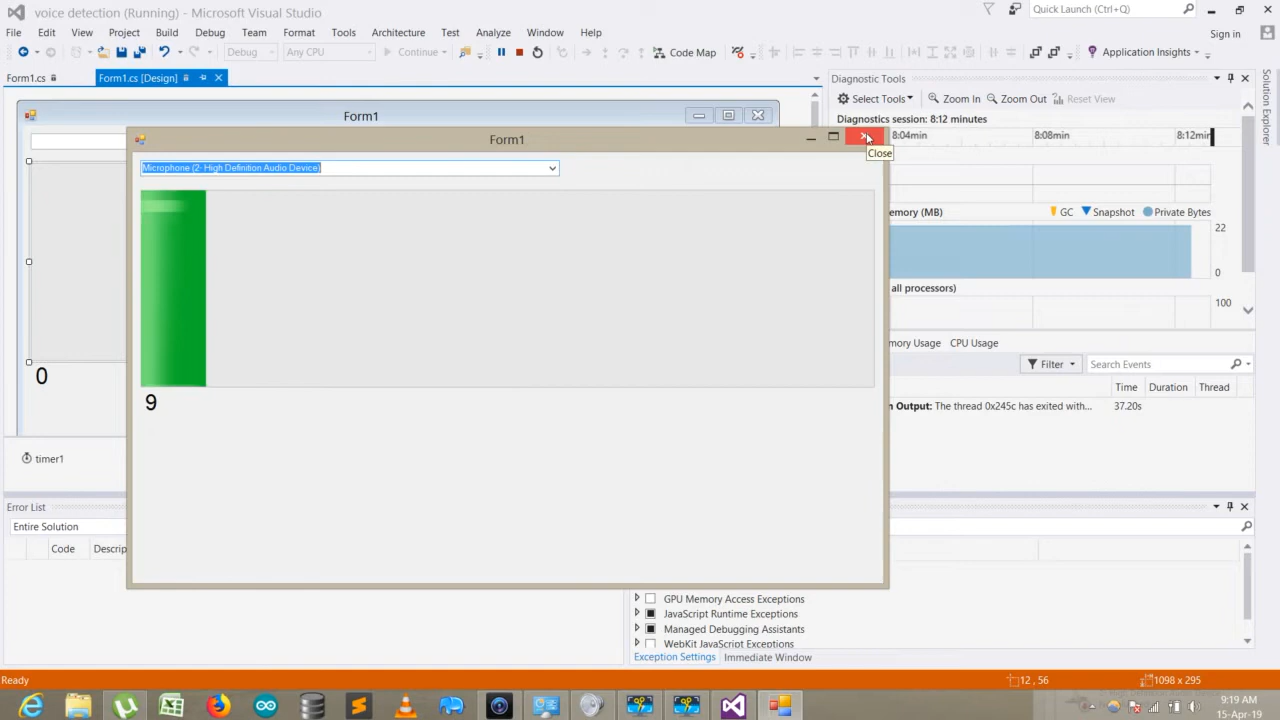 voice detection (Running) - Microsoft Visual Studio
Quick Launch (Ctrl+Q)
File Edit View Project Build Debug Team Format Tools Architecture Test Analyze Window Help
Sign in
Debug Any CPU Continue Code Map Application Insights
Form1.cs Form1.cs [Design]
Diagnostic Tools
Select Tools Zoom In Zoom Out Reset View
Diagnostics session: 8:12 minutes
8:04min 8:08min 8:12min
Form1
Form1
Close
Microphone (2- High Definition Audio Device)
emory (MB) GC Snapshot Private Bytes
22
0
all processors)
100
mory Usage CPU Usage
Filter Search Events
Time Duration Thread
n Output: The thread 0x245c has exited with... 37.20s
0
9
timer1
Error List
Entire Solution
Code Descrip
GPU Memory Access Exceptions
JavaScript Runtime Exceptions
Managed Debugging Assistants
WebKit JavaScript Exceptions
Exception Settings Immediate Window
Ready
12 , 56
1098 x 295
9:19 AM
15-Apr-19